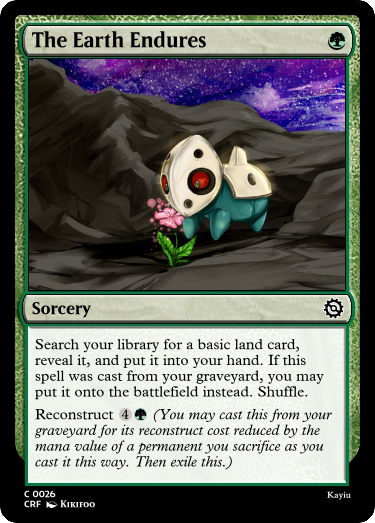 The Earth Endures
Sorcery
Search your library for a basic land card,
reveal it, and put it into your hand. If this
spell was cast from your graveyard, you may
put it onto the battlefield instead. Shuffle.
Reconstruct 4 (You may cast this from your
graveyard for its reconstruct cost reduced by the
mana value of a permanent you sacrifice as you
cast it this way. Then exile this.)
C 0026
Kayiu
CRF KIKIFOO